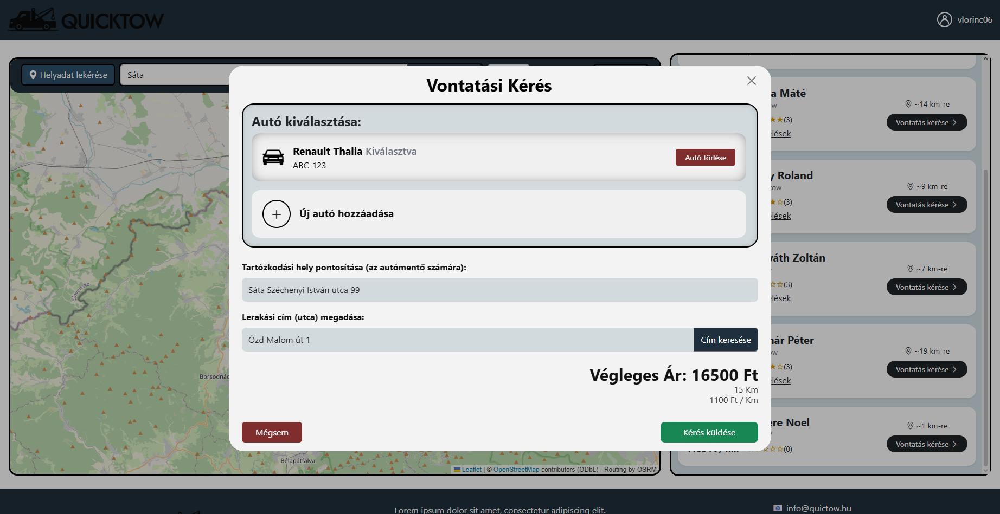 QUICKTOW
vlorinc06
Helyadat lekérése
Sáta
Vontatási Kérés
Autó kiválasztása:
Renault Thalia Kiválasztva
ABC-123
Autó törlése
Új autó hozzáadása
Tartózkodási hely pontosítása (az autómentő számára):
Sáta Széchenyi István utca 99
Lerakási cím (utca) megadása:
Ózd Malom út 1
Cím keresése
Végleges Ár: 16500 Ft
15 Km
1100 Ft / Km
Mégsem
Kérés küldése
a Máté
~14 km-re
(3)
Vontatás kérése
lések
Roland
~9 km-re
(3)
Vontatás kérése
lések
Zoltán
~7 km-re
(3)
Vontatás kérése
lések
Péter
~19 km-re
(3)
Vontatás kérése
lések
Noel
~1 km-re
(0)
Vontatás kérése
Slovensko
Borsodnád
Bélapátfalva
Leaflet | © OpenStreetMap contributors (ODbL) - Routing by OSRM
Lorem ipsum dolor sit amet, consectetur adipiscing elit.
info@quictow.hu